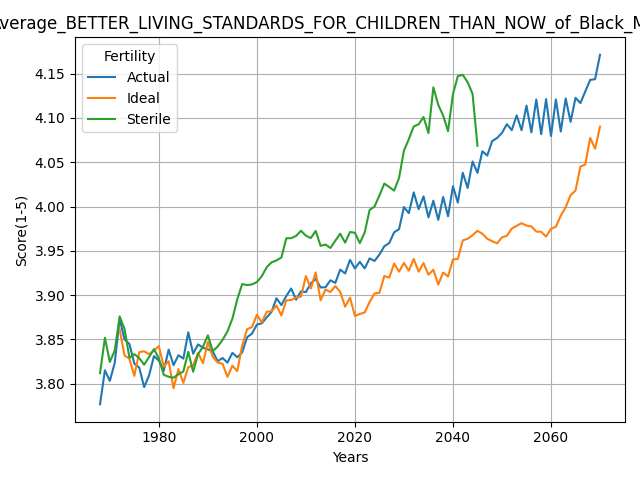 Average_BETTER_LIVING_STANDARDS_FOR_CHILDREN_THAN_NOW_of_Black_M
Fertility
Actual
Ideal
Sterile
Score(1-5)
4.15
4.10
4.05
4.00
3.95
3.90
3.85
3.80
1980
2000
2020
2040
2060
Years